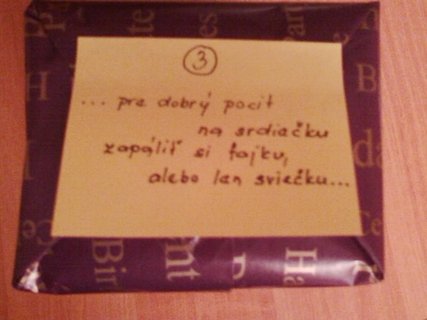 3
... pre dobrý pocit
na srdiečku
zapáliť si fajku,
alebo len sviečku...